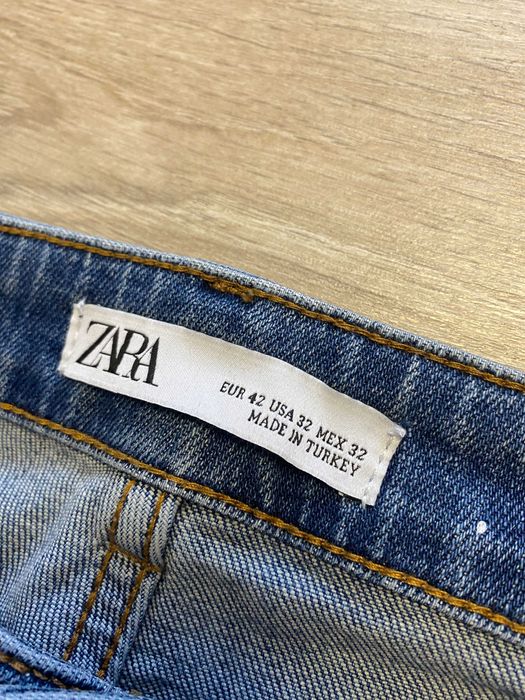 ZARA
EUR 42 USA 32 MEX 32
MADE IN TURKEY